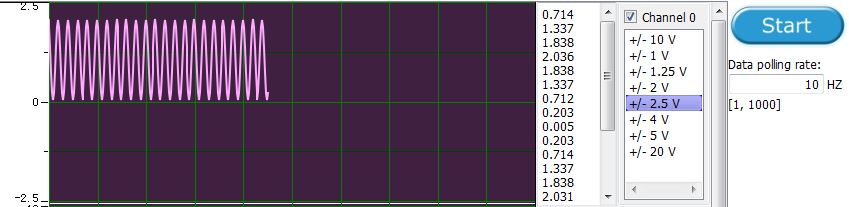 2.5
0
-2.5
0.714
1.337
1.838
2.036
1.838
1.337
0.712
0.203
0.005
0.203
0.714
1.337
1.838
2.031
Channel 0
+/- 10 V
+/- 1 V
+/- 1.25 V
+/- 2 V
+/- 2.5 V
+/- 4 V
+/- 5 V
+/- 20 V
Start
Data polling rate:
10 HZ
[1, 1000]